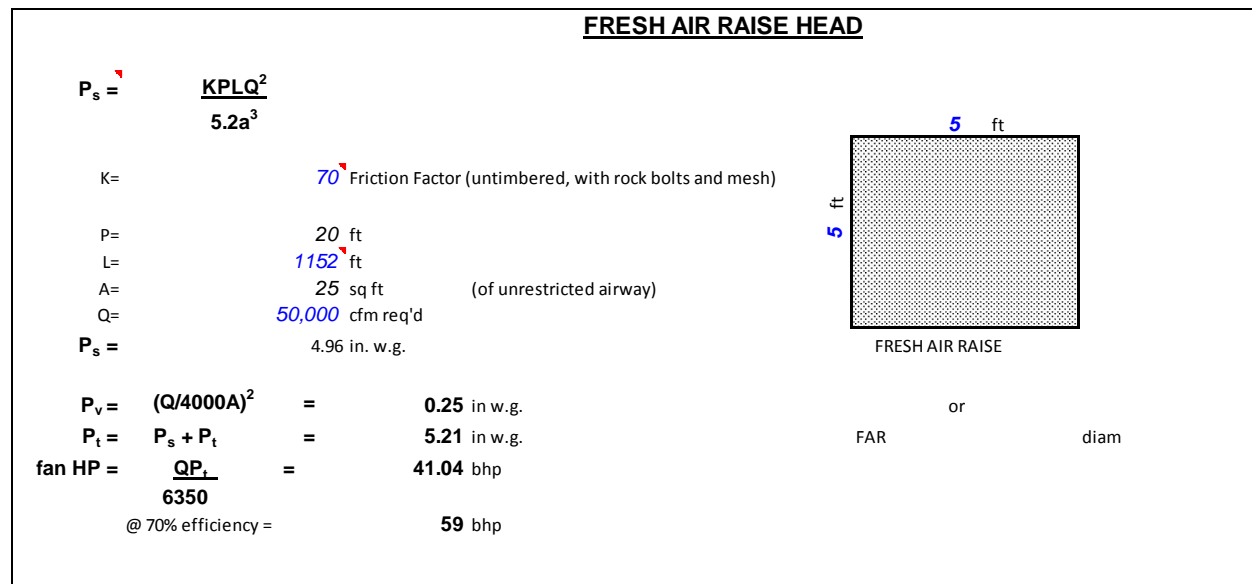 FRESH AIR RAISE HEAD
Pₛ = KPLQ²
5.2a³
5 ft
K= 70 Friction Factor (untimbered, with rock bolts and mesh)
5 ft
P= 20 ft
L= 1152 ft
A= 25 sq ft (of unrestricted airway)
Q= 50,000 cfm req'd
Pₛ = 4.96 in. w.g.
FRESH AIR RAISE
Pᵥ = (Q/4000A)² = 0.25 in w.g.
or
Pₜ = Pₛ + Pₜ = 5.21 in w.g.
FAR diam
fan HP = QPₜ = 41.04 bhp
6350
@ 70% efficiency = 59 bhp